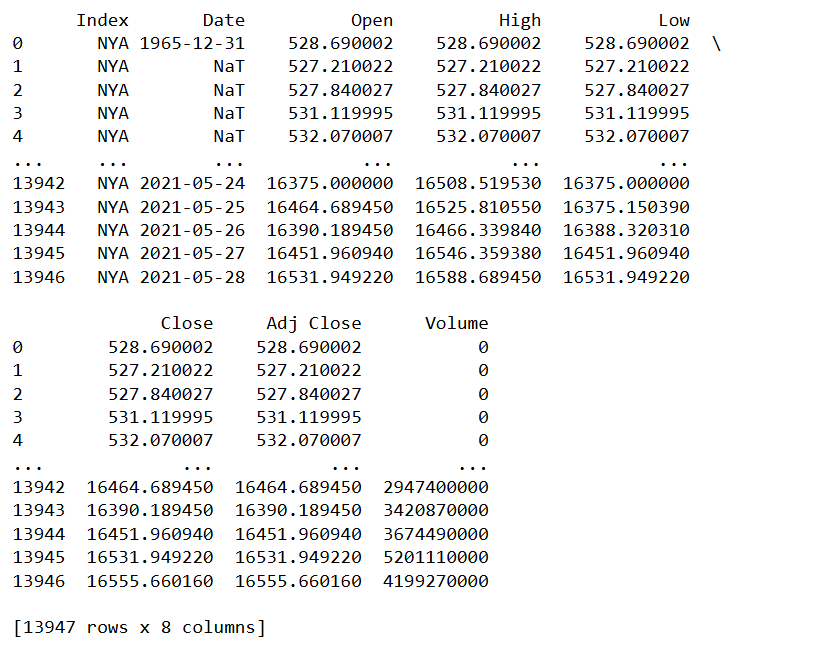 Index Date Open High Low
0 NYA 1965-12-31 528.690002 528.690002 528.690002 \
1 NYA NaT 527.210022 527.210022 527.210022
2 NYA NaT 527.840027 527.840027 527.840027
3 NYA NaT 531.119995 531.119995 531.119995
4 NYA NaT 532.070007 532.070007 532.070007
... ... ... ... ... ...
13942 NYA 2021-05-24 16375.000000 16508.519530 16375.000000
13943 NYA 2021-05-25 16464.689450 16525.810550 16375.150390
13944 NYA 2021-05-26 16390.189450 16466.339840 16388.320310
13945 NYA 2021-05-27 16451.960940 16546.359380 16451.960940
13946 NYA 2021-05-28 16531.949220 16588.689450 16531.949220
Close Adj Close Volume
0 528.690002 528.690002 0
1 527.210022 527.210022 0
2 527.840027 527.840027 0
3 531.119995 531.119995 0
4 532.070007 532.070007 0
... ... ... ...
13942 16464.689450 16464.689450 2947400000
13943 16390.189450 16390.189450 3420870000
13944 16451.960940 16451.960940 3674490000
13945 16531.949220 16531.949220 5201110000
13946 16555.660160 16555.660160 4199270000
[13947 rows x 8 columns]